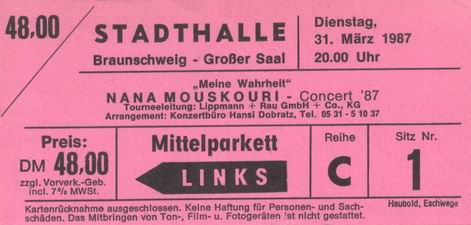 48,00
STADTHALLE
Braunschweig - Großer Saal
Dienstag,
31. März 1987
20.00 Uhr
„Meine Wahrheit"
NANA MOUSKOURI - Concert '87
Tourneeleitung: Lippmann + Rau GmbH + Co., KG
Arrangement: Konzertbüro Hansi Dobratz, Tel. 05 31 - 5 10 37
Preis:
DM 48,00
zzgl. Vorverk.-Geb.
incl. 7% MWSt.
Mittelparkett
LINKS
Reihe
C
Sitz Nr.
1
Haubold, Eschwege
Kartenrücknahme ausgeschlossen. Keine Haftung für Personen- und Sach-
schäden. Das Mitbringen von Ton-, Film- u. Fotogeräten ist nicht gestattet.